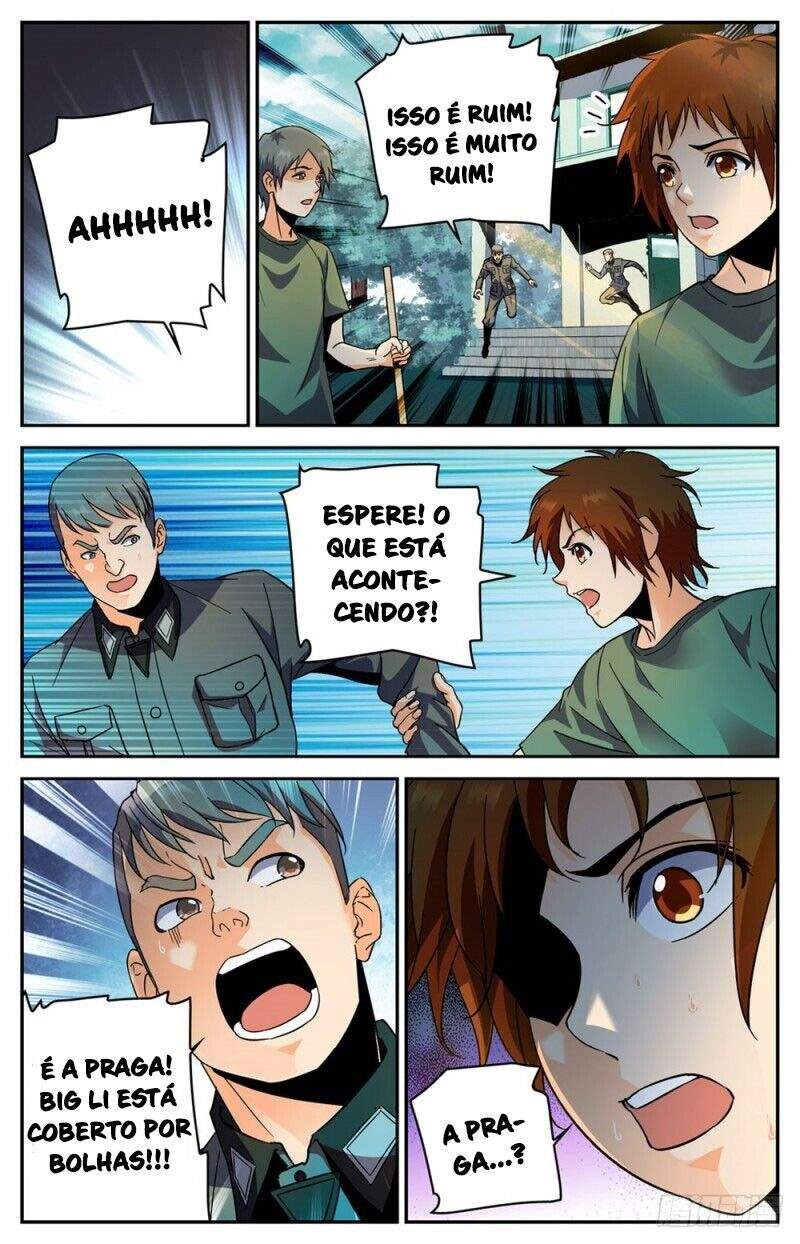 AHHHHH!
ISSO É RUIM!
ISSO É MUITO
RUIM!
ESPERE! O
QUE ESTÁ
ACONTE-
CENDO?!
É A PRAGA!
BIG LI ESTÁ
COBERTO POR
BOLHAS!!!
A PRA-
GA...?